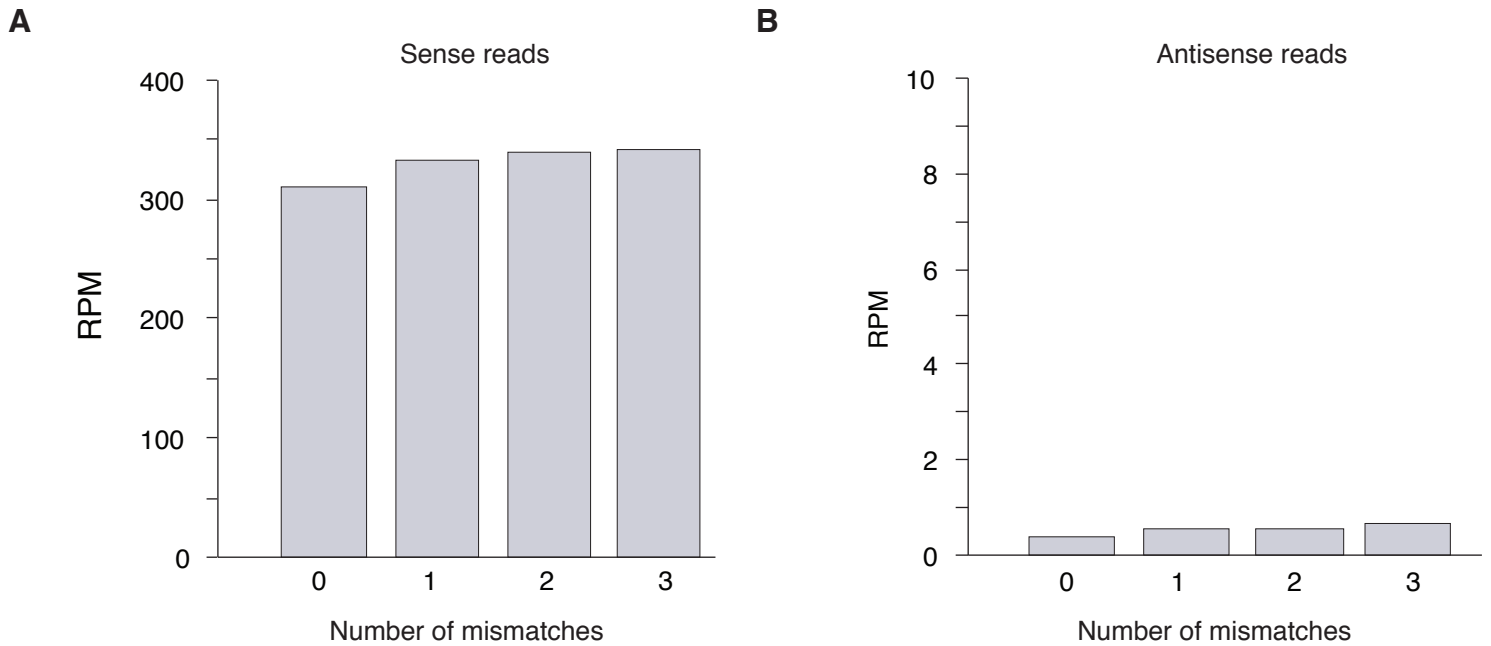 A
Sense reads
400
300
200
100
0
RPM
0 1 2 3
Number of mismatches
B
Antisense reads
10
8
6
4
2
0
RPM
0 1 2 3
Number of mismatches